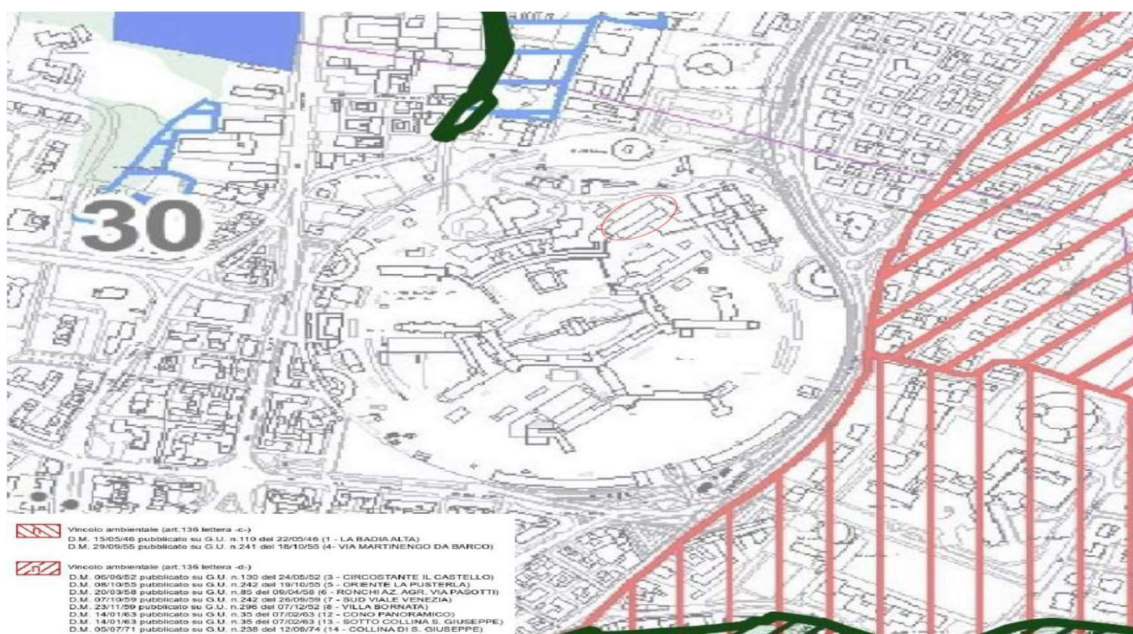 30
Vincolo ambientale (art.136 lettera -c-)
D.M. 15/05/46 pubblicato su G.U. n.110 del 22/05/46 (1 - LA BADIA ALTA)
D.M. 29/09/55 pubblicato su G.U. n.241 del 18/10/55 (4- VIA MARTINENGO DA BARCO)
Vincolo ambientale (art.136 lettera -d-)
D.M. 06/06/52 pubblicato su G.U. n.130 del 24/05/52 (3 - CIRCOSTANTE IL CASTELLO)
D.M. 08/10/55 pubblicato su G.U. n.242 del 19/10/55 (5 - ORIENTE LA PUSTERLA)
D.M. 20/03/58 pubblicato su G.U. n.85 del 09/04/58 (6 - RONCHI AZ. AGR. VIA PASOTTI)
D.M. 07/10/59 pubblicato su G.U. n.242 del 26/09/59 (7 - SUD VIALE VENEZIA)
D.M. 23/11/59 pubblicato su G.U. n.296 del 07/12/52 (8 - VILLA BORNATA)
D.M. 14/01/63 pubblicato su G.U. n.35 del 07/02/63 (12 - CONO PANORAMICO)
D.M. 14/01/63 pubblicato su G.U. n.35 del 07/02/63 (13 - SOTTO COLLINA S. GIUSEPPE)
D.M. 05/07/71 pubblicato su G.U. n.238 del 12/09/74 (14 - COLLINA DI S. GIUSEPPE)